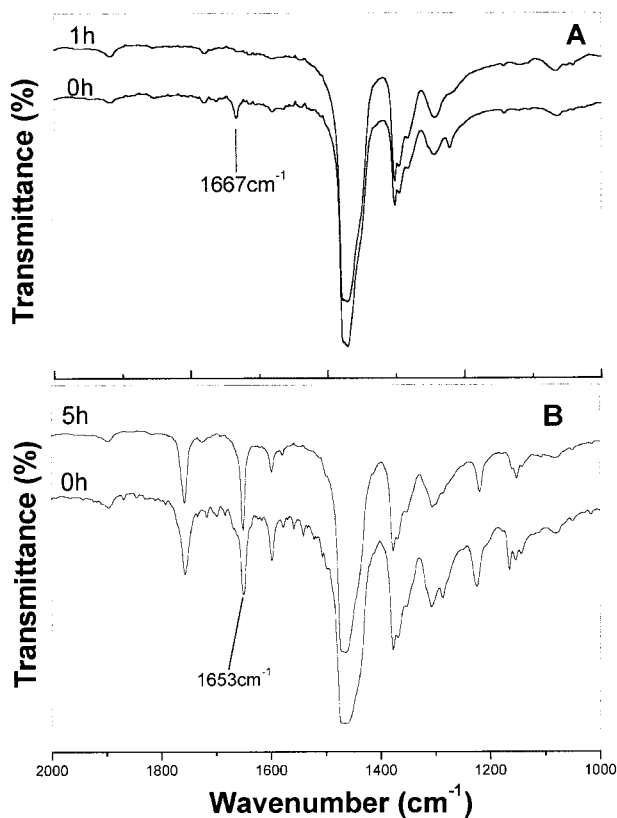 1h
A
0h
1667cm⁻¹
Transmittance (%)
5h
B
0h
1653cm⁻¹
Transmittance (%)
2000 1800 1600 1400 1200 1000
Wavenumber (cm⁻¹)